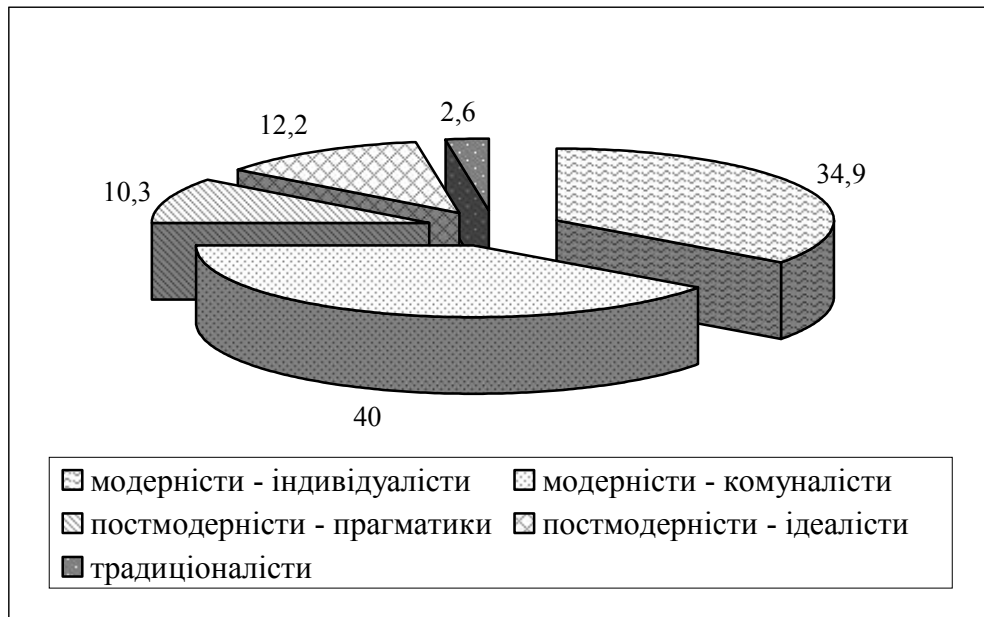 2,6
12,2
34,9
10,3
40
модерністи - індивідуалісти модерністи - комуналісти
постмодерністи - прагматики постмодерністи - ідеалісти
традиціоналісти